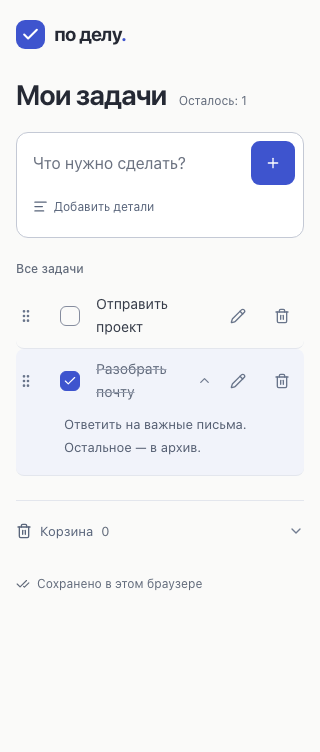 по делу.
Мои задачи Осталось: 1
Что нужно сделать?
Добавить детали
Все задачи
Отправить
проект
Разобрать
почту
Ответить на важные письма.
Остальное — в архив.
Корзина 0
Сохранено в этом браузере